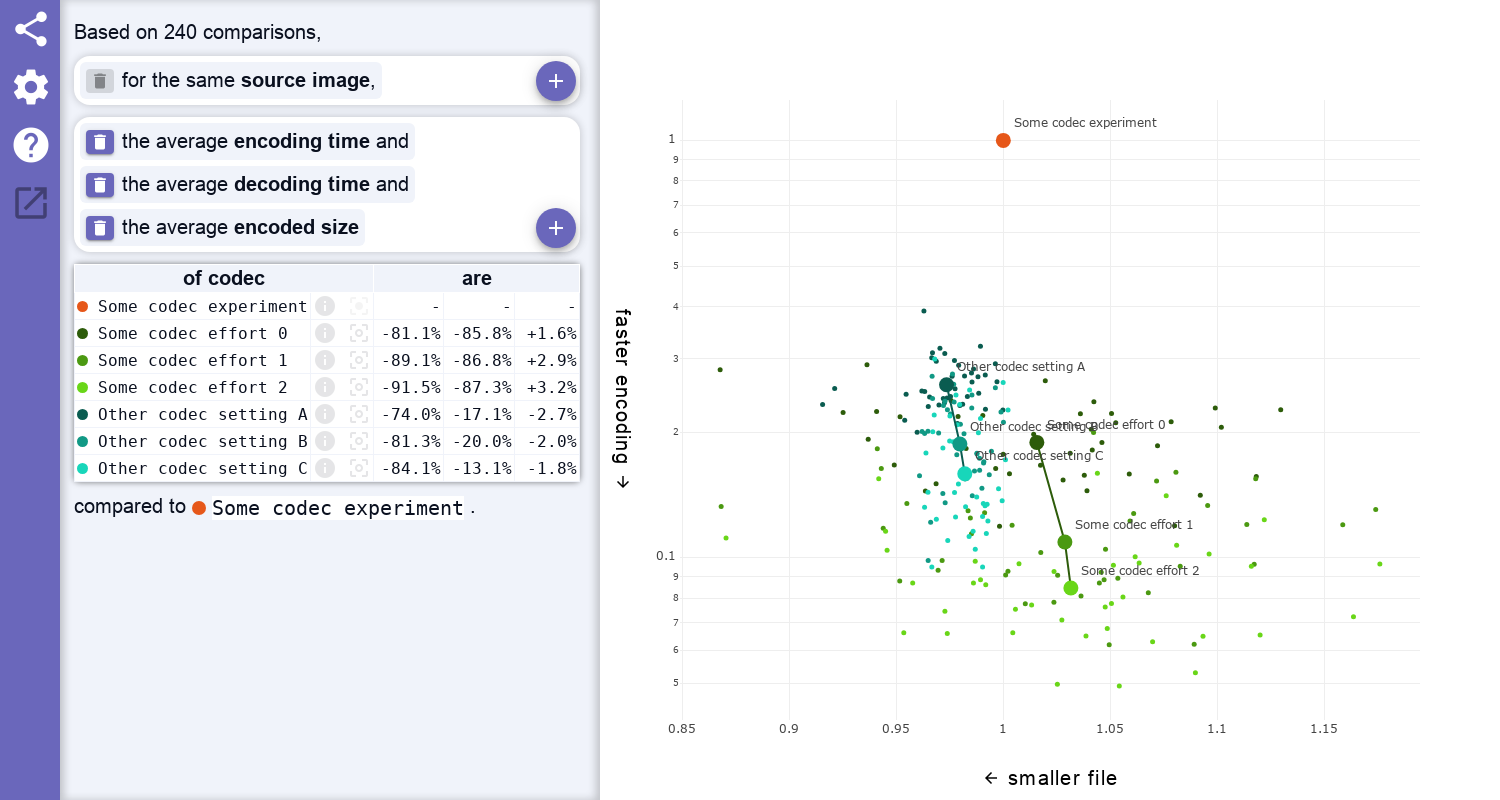 Based on 240 comparisons,
for the same source image,
the average encoding time and
the average decoding time and
the average encoded size
of codec are
Some codec experiment - - -
Some codec effort 0 -81.1% -85.8% +1.6%
Some codec effort 1 -89.1% -86.8% +2.9%
Some codec effort 2 -91.5% -87.3% +3.2%
Other codec setting A -74.0% -17.1% -2.7%
Other codec setting B -81.3% -20.0% -2.0%
Other codec setting C -84.1% -13.1% -1.8%
compared to Some codec experiment .
faster encoding →
1
9
8
7
6
5
4
3
2
0.1
9
8
7
6
5
Some codec experiment
Other codec setting A
Other codec setting B
Some codec effort 0
Other codec setting C
Some codec effort 1
Some codec effort 2
0.85 0.9 0.95 1 1.05 1.1 1.15
← smaller file